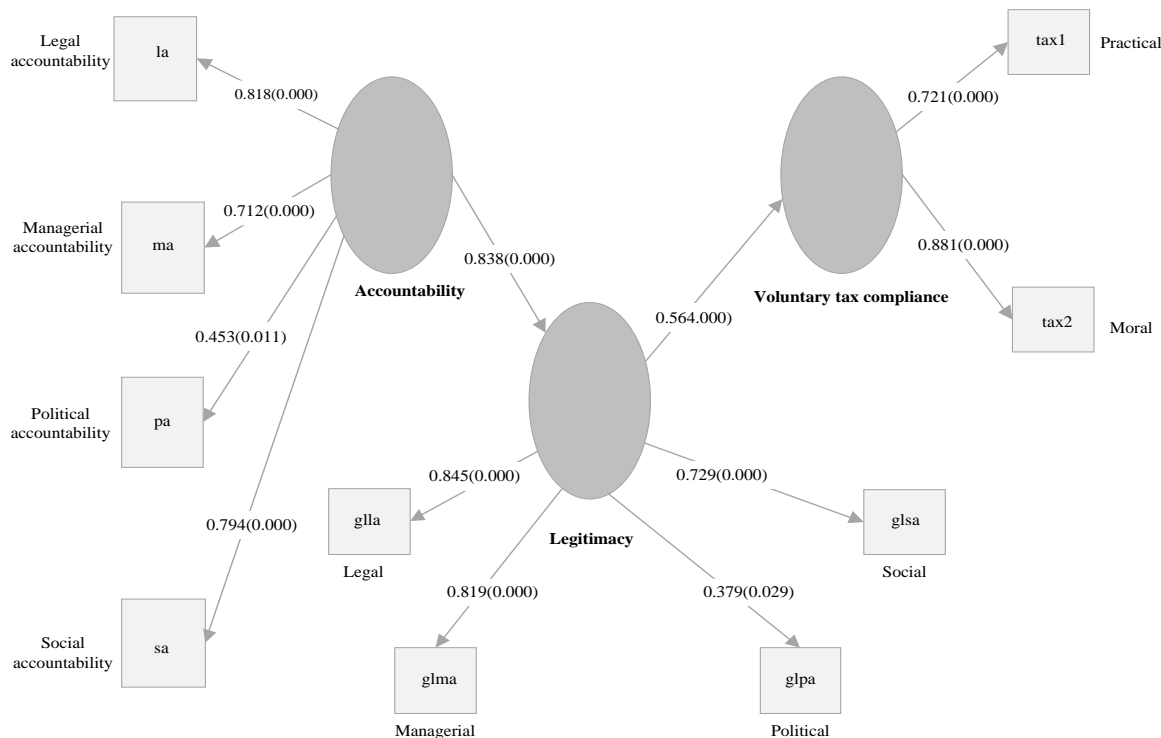 Legal
accountability
la
0.818(0.000)
Managerial
accountability
ma
0.712(0.000)
Political
accountability
pa
0.453(0.011)
Social
accountability
sa
0.794(0.000)
Accountability
0.838(0.000)
Legitimacy
0.564.000)
Voluntary tax compliance
0.721(0.000)
tax1
Practical
0.881(0.000)
tax2
Moral
0.845(0.000)
glla
Legal
0.819(0.000)
glma
Managerial
0.379(0.029)
glpa
Political
0.729(0.000)
glsa
Social